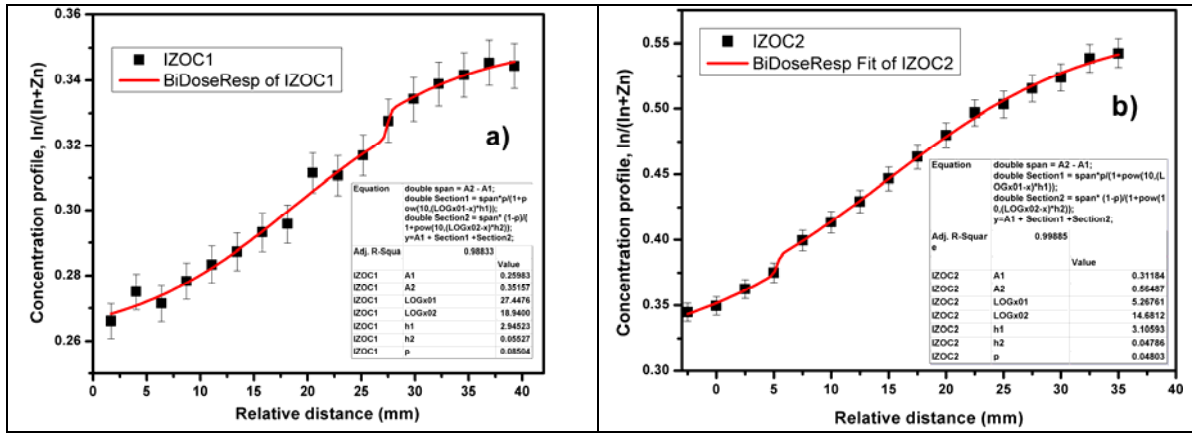 0.36
0.34
0.32
0.30
0.28
0.26
Concentration profile, In/(In+Zn)
IZOC1
BiDoseResp of IZOC1
a)
Equation double span = A2 - A1;
double Section1 = span*p/(1+p
ow(10,(LOGx01-x)*h1));
double Section2 = span* (1-p)/(
1+pow(10,(LOGx02-x)*h2));
y=A1 + Section1 +Section2;
Adj. R-Squa 0.98833
Value
IZOC1 A1 0.25983
IZOC1 A2 0.35157
IZOC1 LOGx01 27.4476
IZOC1 LOGx02 18.9400
IZOC1 h1 2.94523
IZOC1 h2 0.05527
IZOC1 p 0.08504
0 5 10 15 20 25 30 35 40
Relative distance (mm)
0.55
0.50
0.45
0.40
0.35
0.30
Concentration profile, In/(In+Zn)
IZOC2
BiDoseResp Fit of IZOC2
b)
Equation double span = A2 - A1;
double Section1 = span*p/(1+pow(10,(L
OGx01-x)*h1));
double Section2 = span* (1-p)/(1+pow(1
0,(LOGx02-x)*h2));
y=A1 + Section1 +Section2;
Adj. R-Squar 0.99885
e
Value
IZOC2 A1 0.31184
IZOC2 A2 0.56487
IZOC2 LOGx01 5.26761
IZOC2 LOGx02 14.6812
IZOC2 h1 3.10593
IZOC2 h2 0.04786
IZOC2 p 0.04803
0 5 10 15 20 25 30 35 40
Relative distance (mm)